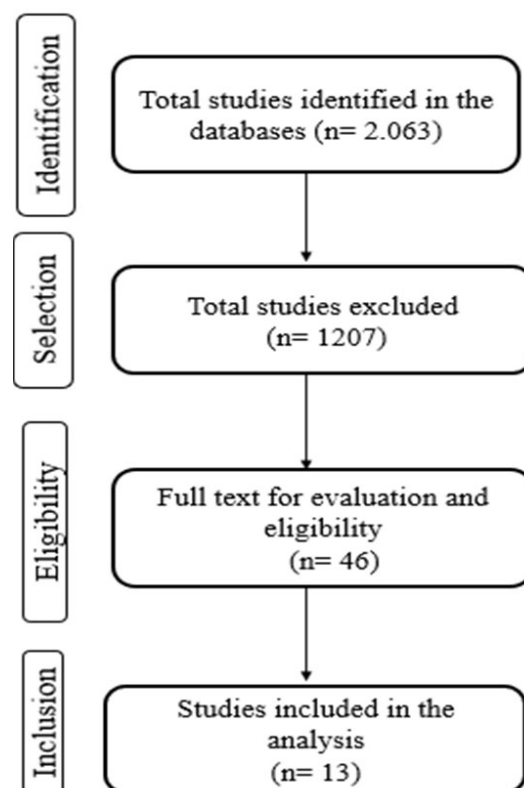 Identification
Total studies identified in the
databases (n= 2.063)
Selection
Total studies excluded
(n= 1207)
Eligibility
Full text for evaluation and
eligibility
(n= 46)
Inclusion
Studies included in the
analysis
(n= 13)